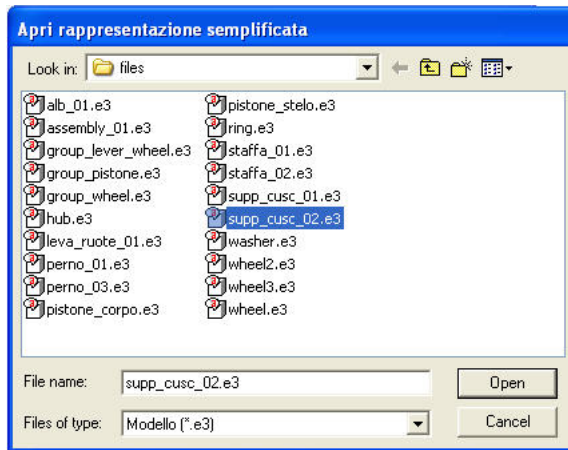 Apri rappresentazione semplificata
Look in: files
alb_01.e3
assembly_01.e3
group_lever_wheel.e3
group_pistone.e3
group_wheel.e3
hub.e3
leva_ruote_01.e3
perno_01.e3
perno_03.e3
pistone_corpo.e3
pistone_stelo.e3
ring.e3
staffa_01.e3
staffa_02.e3
supp_cusc_01.e3
supp_cusc_02.e3
washer.e3
wheel2.e3
wheel3.e3
wheel.e3
File name: supp_cusc_02.e3 Open
Files of type: Modello (*.e3) Cancel